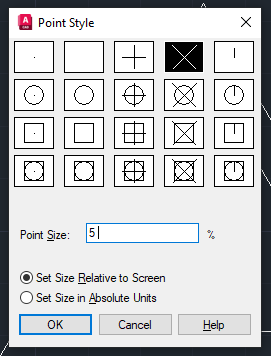 Point Style
Point Size: 5 %
Set Size Relative to Screen
Set Size in Absolute Units
OK Cancel Help